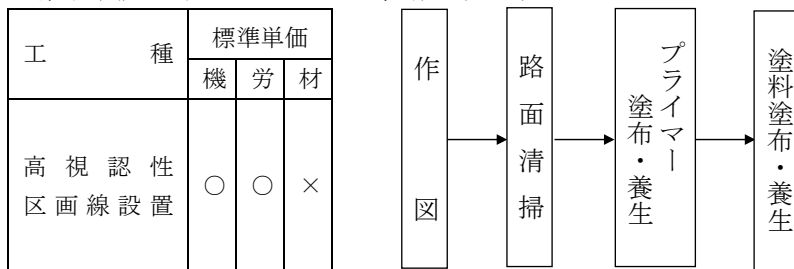 工種
標準単価
機 労 材
高視認性
区画線設置
○ ○ ×
作図
路面清掃
プライマー
塗布・養生
塗料塗布・養生